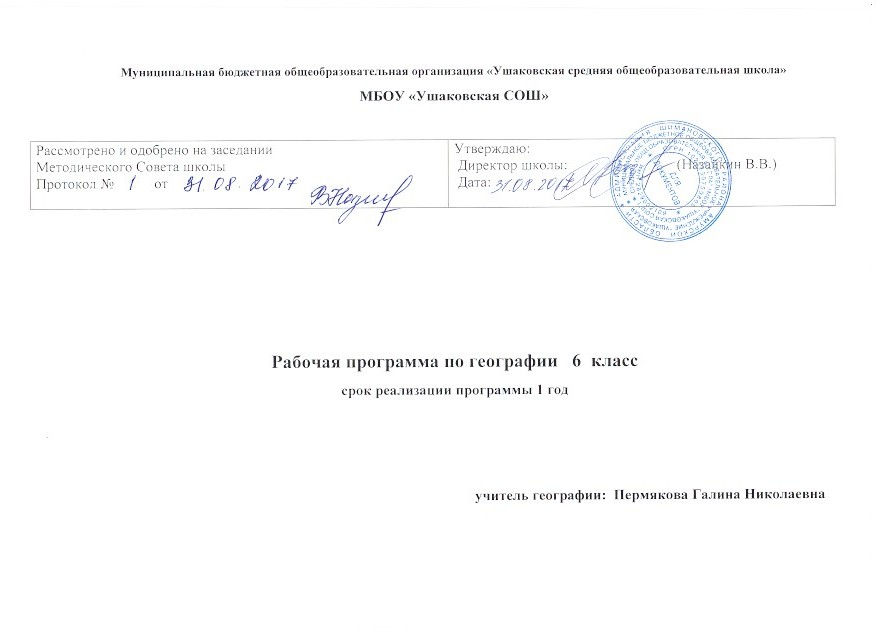 Муниципальная бюджетная общеобразовательная организация «Ушаковская средняя общеобразовательная школа»
МБОУ «Ушаковская СОШ»
Рассмотрено и одобрено на заседании
Методического Совета школы
Протокол № 1 от 31.08.2017
Утверждаю:
Директор школы: (Назайкин В.В.)
Дата: 31.08.2017
Рабочая программа по географии 6 класс
срок реализации программы 1 год
учитель географии: Пермякова Галина Николаевна